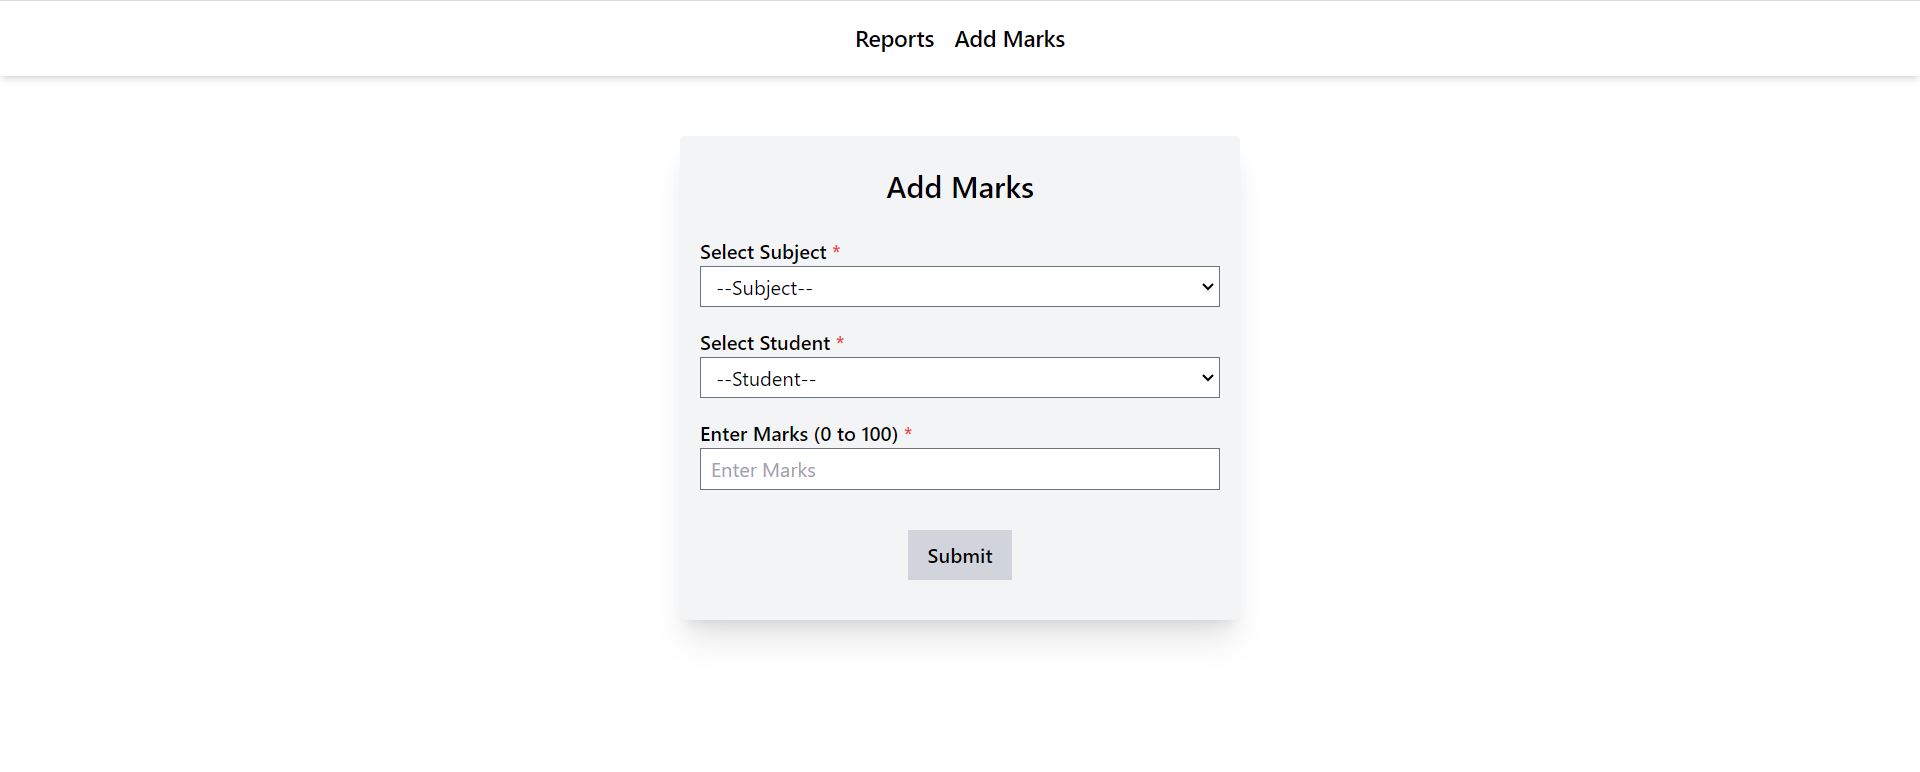 Reports Add Marks
Add Marks
Select Subject *
--Subject--
Select Student *
--Student--
Enter Marks (0 to 100) *
Enter Marks
Submit